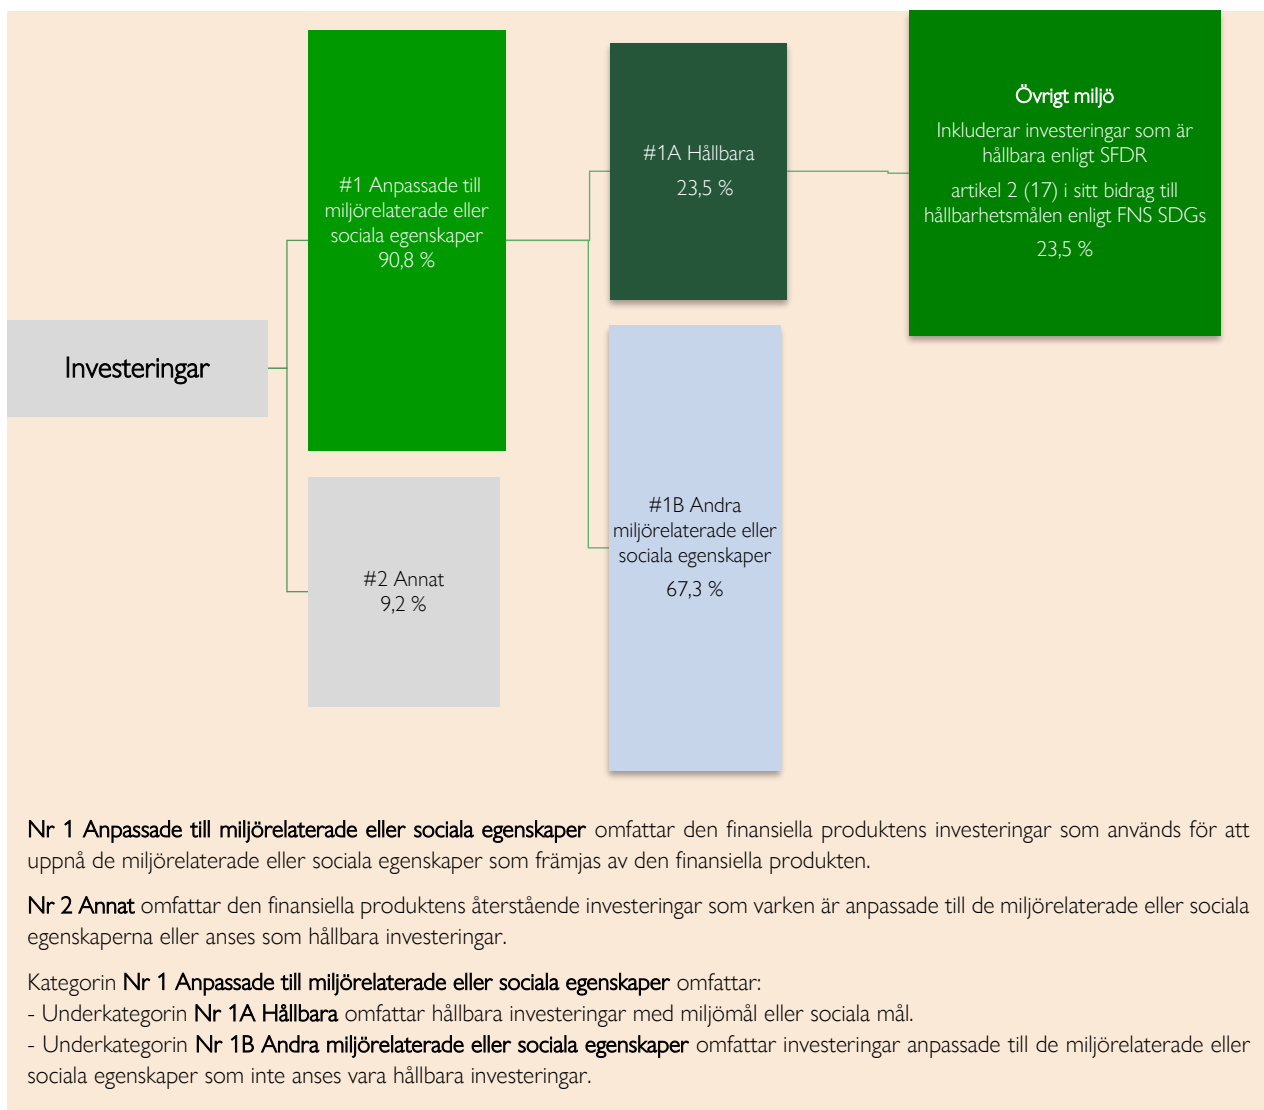 Investeringar
#1 Anpassade till
miljörelaterade eller
sociala egenskaper
90,8 %
#2 Annat
9,2 %
#1A Hållbara
23,5 %
#1B Andra
miljörelaterade eller
sociala egenskaper
67,3 %
Övrigt miljö
Inkluderar investeringar som är
hållbara enligt SFDR
artikel 2 (17) i sitt bidrag till
hållbarhetsmålen enligt FNS SDGs
23,5 %
Nr 1 Anpassade till miljörelaterade eller sociala egenskaper omfattar den finansiella produktens investeringar som används för att
uppnå de miljörelaterade eller sociala egenskaper som främjas av den finansiella produkten.
Nr 2 Annat omfattar den finansiella produktens återstående investeringar som varken är anpassade till de miljörelaterade eller sociala
egenskaperna eller anses som hållbara investeringar.
Kategorin Nr 1 Anpassade till miljörelaterade eller sociala egenskaper omfattar:
- Underkategorin Nr 1A Hållbara omfattar hållbara investeringar med miljömål eller sociala mål.
- Underkategorin Nr 1B Andra miljörelaterade eller sociala egenskaper omfattar investeringar anpassade till de miljörelaterade eller
sociala egenskaper som inte anses vara hållbara investeringar.